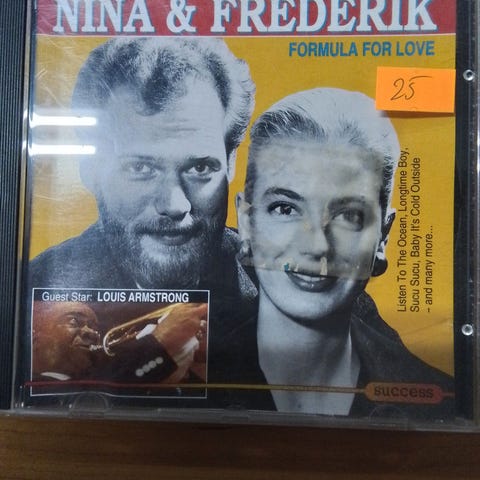 NINA & FREDERIK
FORMULA FOR LOVE
25
Listen To The Ocean, Longtime Boy,
Sucu Sucu, Baby It's Cold Outside
– and many more...
Guest Star: LOUIS ARMSTRONG
success